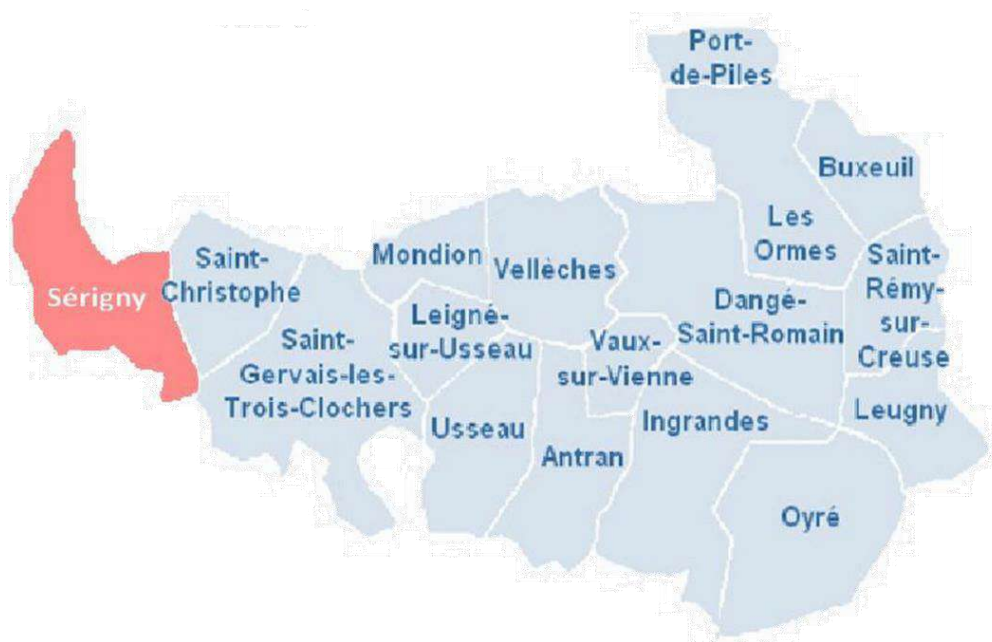 Port-
de-Piles
Buxeuil
Les
Ormes
Saint-
Rémy-
sur-
Creuse
Mondion
Vellèches
Saint-
Christophe
Sérigny
Dangé-
Saint-Romain
Leigné-
sur-Usseau
Vaux-
sur-Vienne
Saint-
Gervais-les-
Trois-Clochers
Leugny
Ingrandes
Usseau
Antran
Oyré